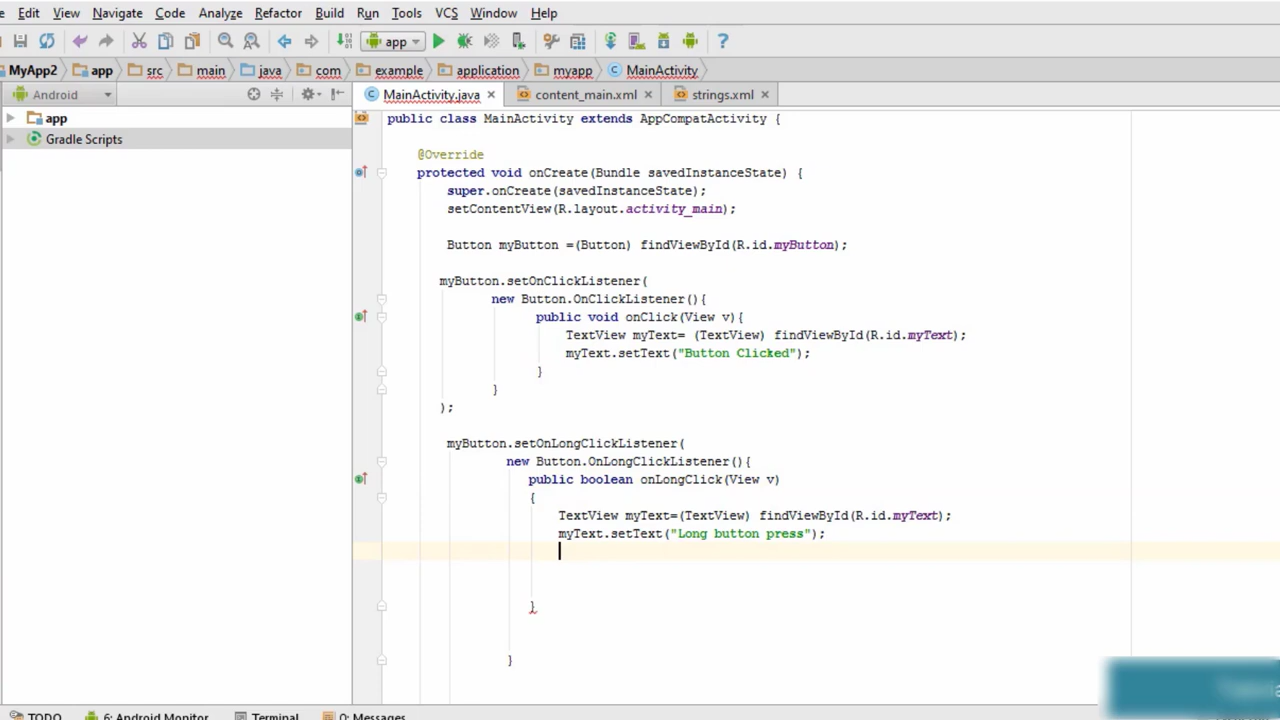 Edit View Navigate Code Analyze Refactor Build Run Tools VCS Window Help
app
MyApp2 app src main java com example application myapp MainActivity
Android MainActivity.java content_main.xml strings.xml
app
Gradle Scripts
public class MainActivity extends AppCompatActivity {
@Override
protected void onCreate(Bundle savedInstanceState) {
super.onCreate(savedInstanceState);
setContentView(R.layout.activity_main);
Button myButton =(Button) findViewById(R.id.myButton);
myButton.setOnClickListener(
new Button.OnClickListener(){
public void onClick(View v){
TextView myText= (TextView) findViewById(R.id.myText);
myText.setText("Button Clicked");
}
}
);
myButton.setOnLongClickListener(
new Button.OnLongClickListener(){
public boolean onLongClick(View v)
{
TextView myText=(TextView) findViewById(R.id.myText);
myText.setText("Long button press");
}
}
TODO 6: Android Monitor Terminal 0: Messages